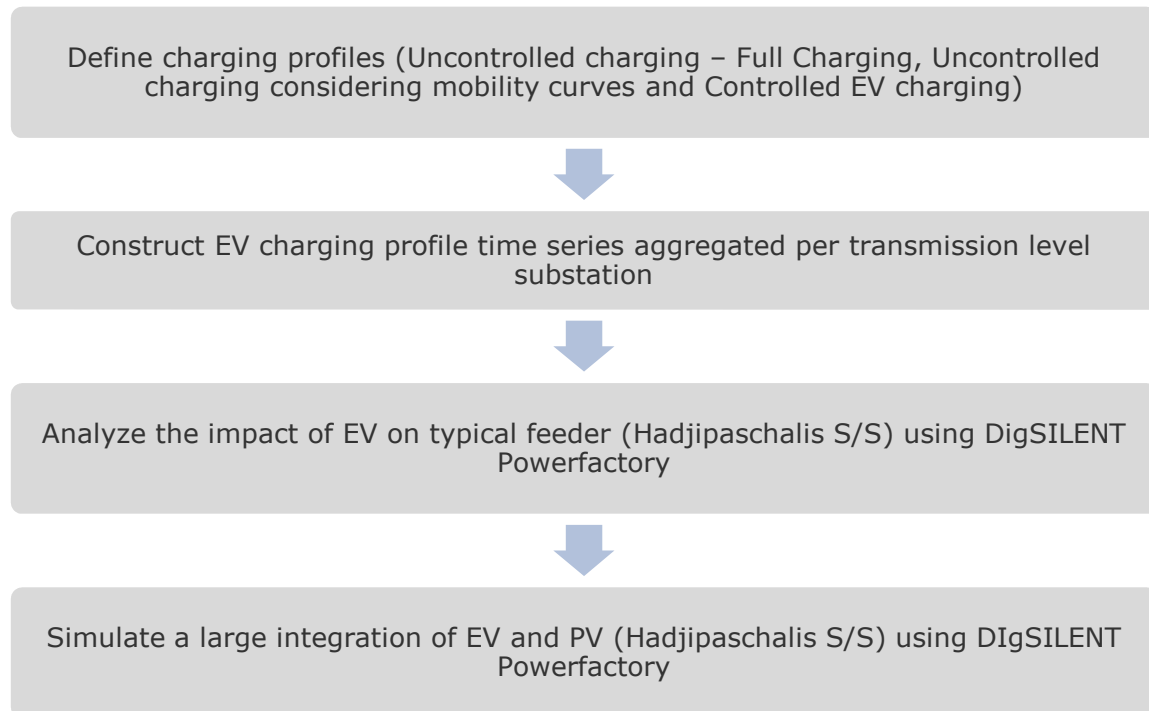 Define charging profiles (Uncontrolled charging – Full Charging, Uncontrolled
charging considering mobility curves and Controlled EV charging)
Construct EV charging profile time series aggregated per transmission level
substation
Analyze the impact of EV on typical feeder (Hadjipaschalis S/S) using DigSILENT
Powerfactory
Simulate a large integration of EV and PV (Hadjipaschalis S/S) using DIgSILENT
Powerfactory